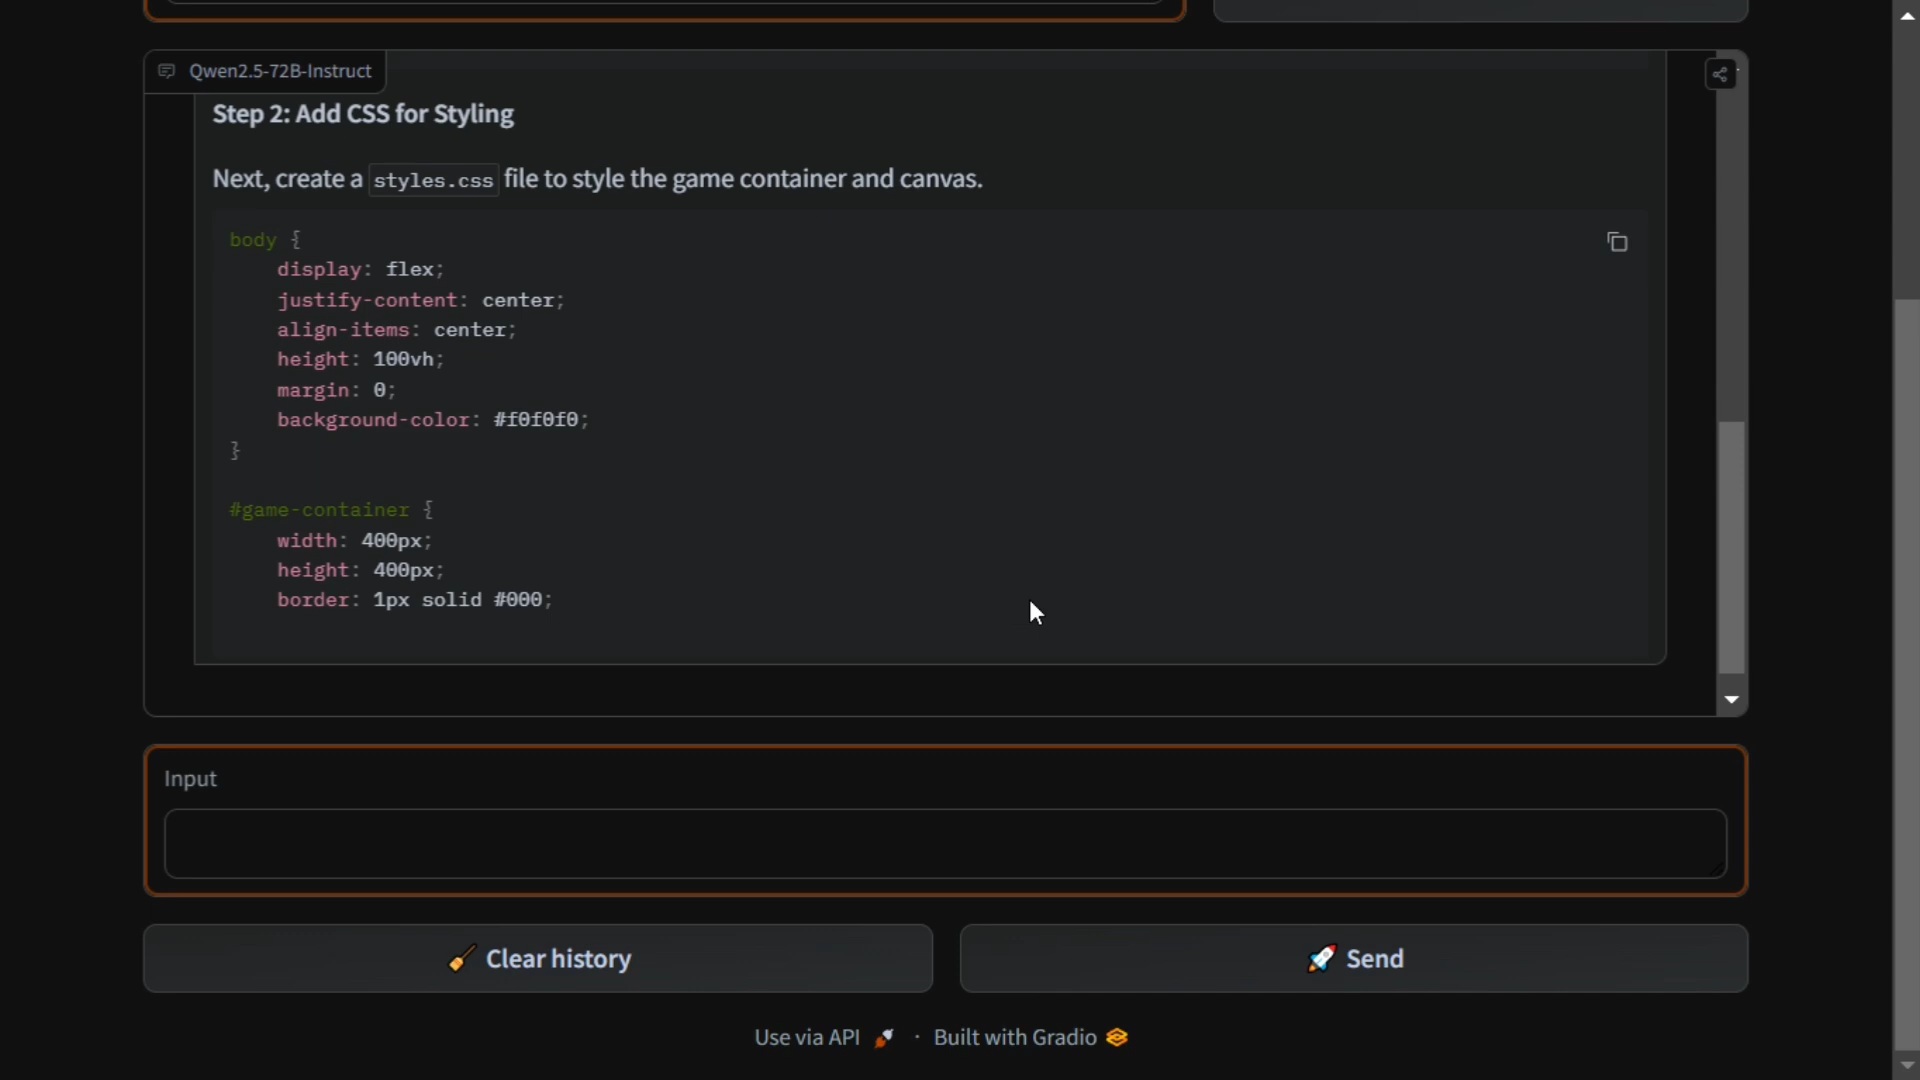 Qwen2.5-72B-Instruct
Step 2: Add CSS for Styling
Next, create a styles.css file to style the game container and canvas.
body {
    display: flex;
    justify-content: center;
    align-items: center;
    height: 100vh;
    margin: 0;
    background-color: #f0f0f0;
}
#game-container {
    width: 400px;
    height: 400px;
    border: 1px solid #000;
Input
Clear history
Send
Use via API · Built with Gradio